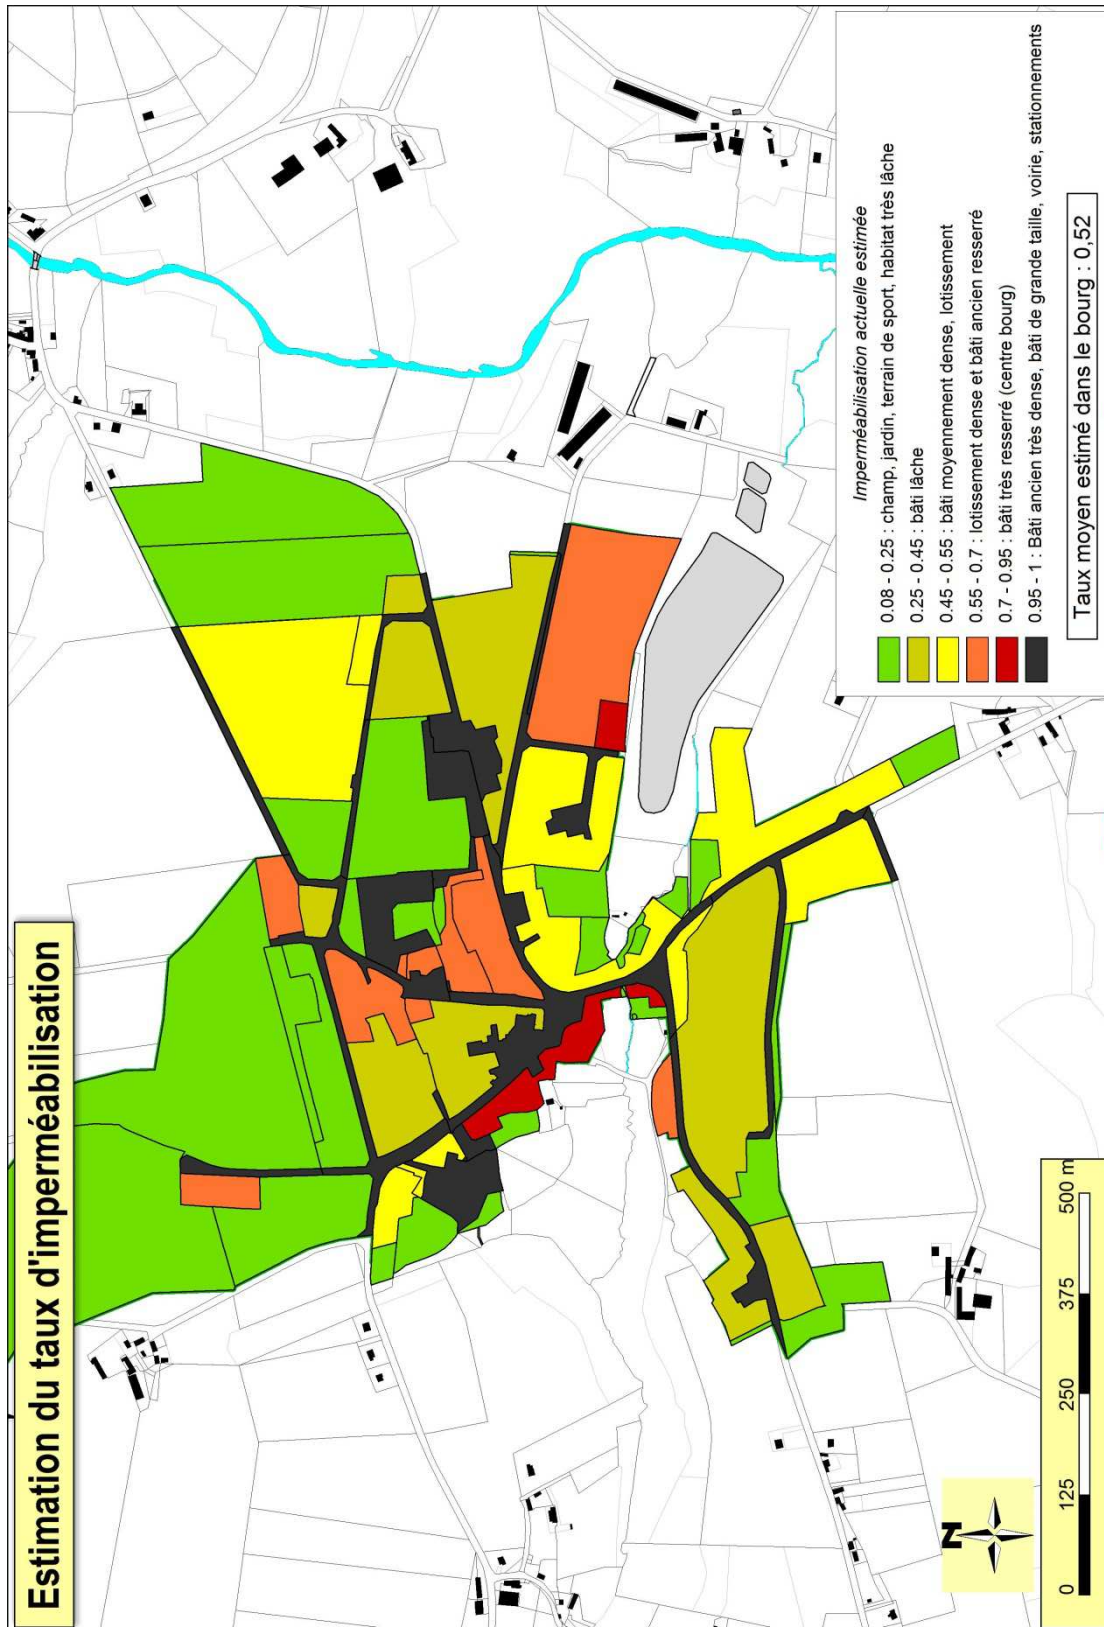 Estimation du taux d'imperméabilisation
Imperméabilisation actuelle estimée
0.08 - 0.25 : champ, jardin, terrain de sport, habitat très lâche
0.25 - 0.45 : bâti lâche
0.45 - 0.55 : bâti moyennement dense, lotissement
0.55 - 0.7 : lotissement dense et bâti ancien resserré
0.7 - 0.95 : bâti très resserré (centre bourg)
0.95 - 1 : Bâti ancien très dense, bâti de grande taille, voirie, stationnements
Taux moyen estimé dans le bourg : 0,52
N
0 125 250 375 500 m